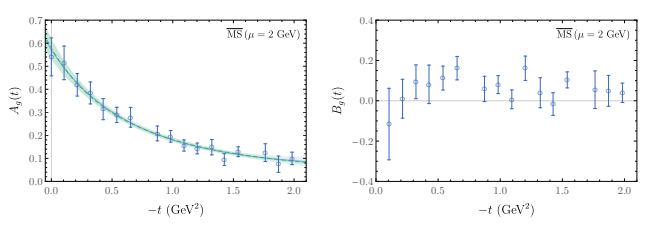 0.7
0.6
0.5
0.4
0.3
0.2
0.1
0.0
A_g(t)
M̅S̅ (μ = 2 GeV)
0.0 0.5 1.0 1.5 2.0
−t (GeV²)
0.4
0.2
0.0
−0.2
−0.4
B_g(t)
M̅S̅ (μ = 2 GeV)
0.0 0.5 1.0 1.5 2.0
−t (GeV²)